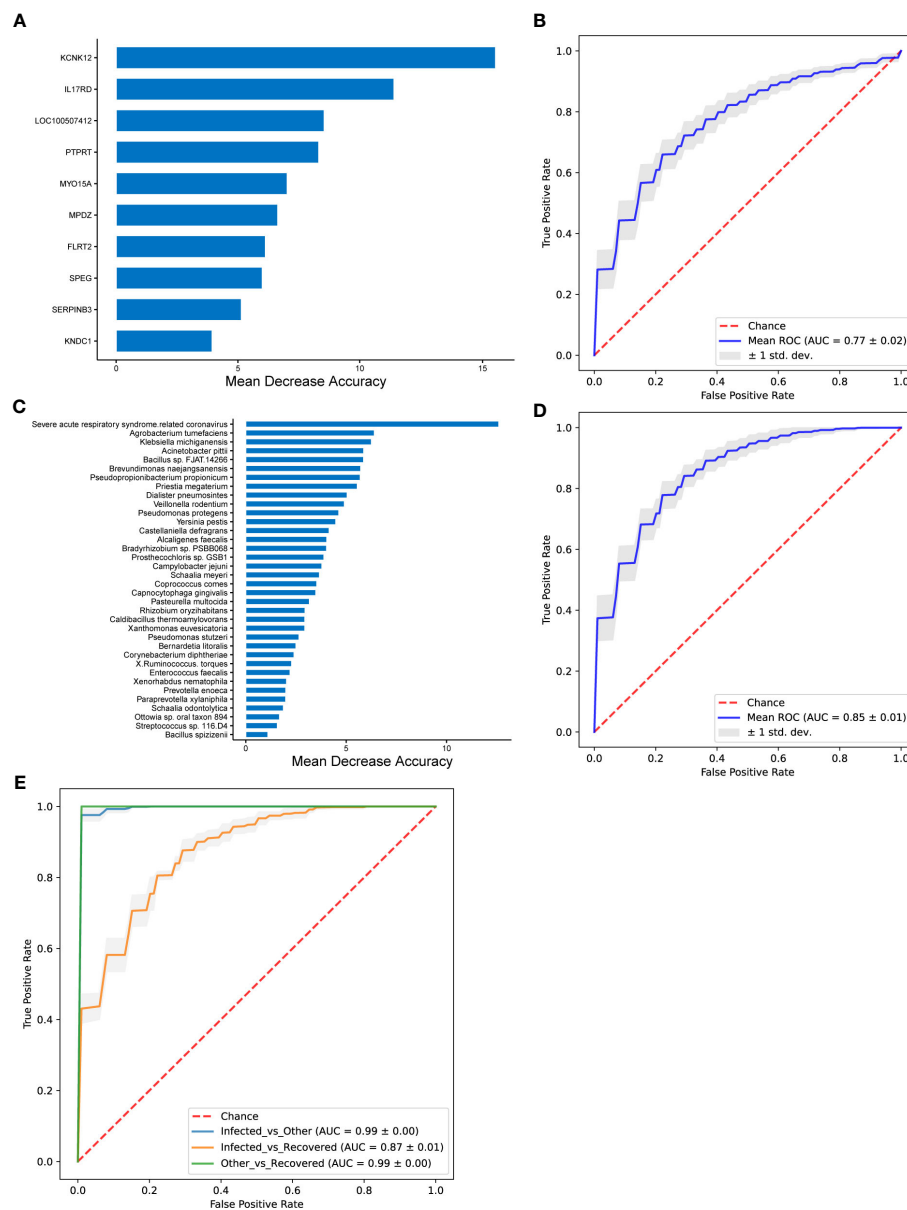 A
KCNK12
IL17RD
LOC100507412
PTPRT
MYO15A
MPDZ
FLRT2
SPEG
SERPINB3
KNDC1
0 5 10 15
Mean Decrease Accuracy
B
1.0
0.8
0.6
0.4
0.2
0.0
True Positive Rate
Chance
Mean ROC (AUC = 0.77 ± 0.02)
± 1 std. dev.
0.0 0.2 0.4 0.6 0.8 1.0
False Positive Rate
C
Severe acute respiratory syndrome.related coronavirus
Agrobacterium tumefaciens
Klebsiella michiganensis
Acinetobacter pittii
Bacillus sp. FJAT.14266
Brevundimonas naejangsanensis
Pseudopropionibacterium propionicum
Priestia megaterium
Dialister pneumosintes
Veillonella rodentium
Pseudomonas protegens
Yersinia pestis
Castellaniella defragrans
Alcaligenes faecalis
Bradyrhizobium sp. PSBB068
Prosthecochloris sp. GSB1
Campylobacter jejuni
Schaalia meyeri
Coprococcus comes
Capnocytophaga gingivalis
Pasteurella multocida
Rhizobium oryzihabitans
Caldibacillus thermoamylovorans
Xanthomonas euvesicatoria
Pseudomonas stutzeri
Bernardetia litoralis
Corynebacterium diphtheriae
X.Ruminococcus. torques
Enterococcus faecalis
Xenorhabdus nematophila
Prevotella enoeca
Paraprevotella xylaniphila
Schaalia odontolytica
Ottowia sp. oral taxon 894
Streptococcus sp. 116.D4
Bacillus spizizenii
0 5 10
Mean Decrease Accuracy
D
1.0
0.8
0.6
0.4
0.2
0.0
True Positive Rate
Chance
Mean ROC (AUC = 0.85 ± 0.01)
± 1 std. dev.
0.0 0.2 0.4 0.6 0.8 1.0
False Positive Rate
E
1.0
0.8
0.6
0.4
0.2
0.0
True Positive Rate
Chance
Infected_vs_Other (AUC = 0.99 ± 0.00)
Infected_vs_Recovered (AUC = 0.87 ± 0.01)
Other_vs_Recovered (AUC = 0.99 ± 0.00)
0.0 0.2 0.4 0.6 0.8 1.0
False Positive Rate